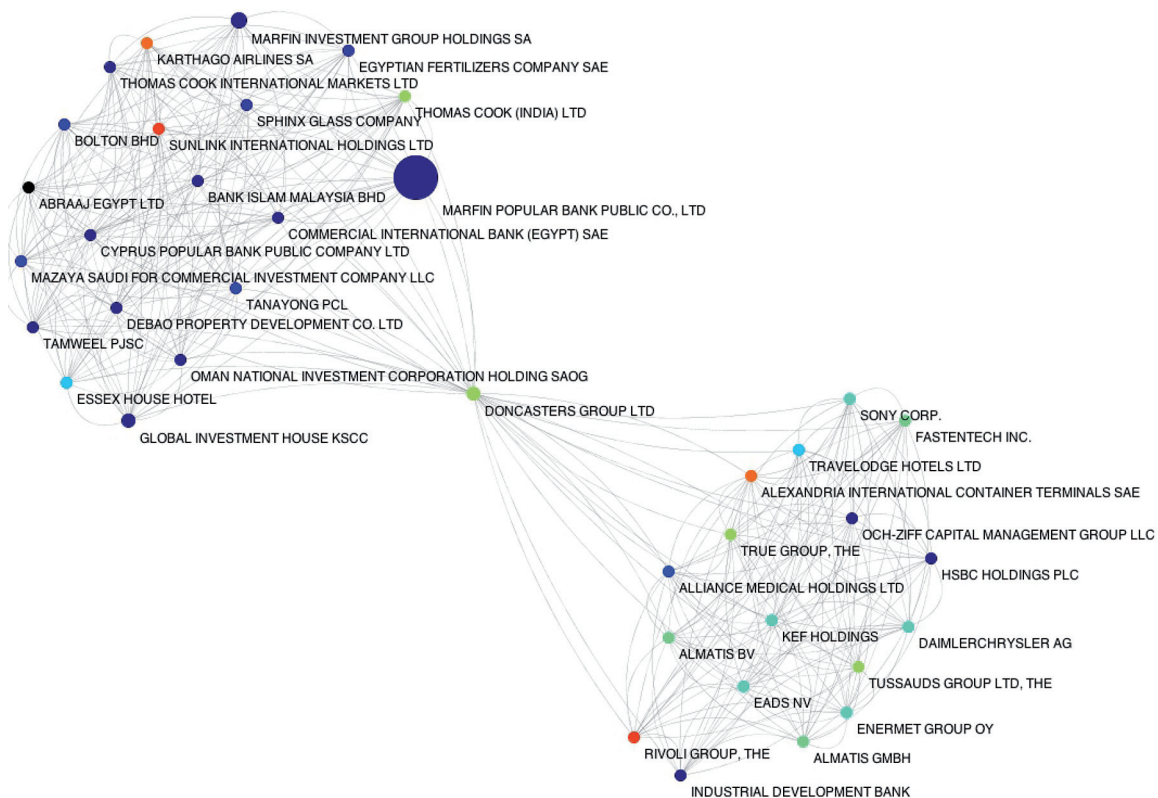 MARFIN INVESTMENT GROUP HOLDINGS SA
KARTHAGO AIRLINES SA
EGYPTIAN FERTILIZERS COMPANY SAE
THOMAS COOK INTERNATIONAL MARKETS LTD
THOMAS COOK (INDIA) LTD
SPHINX GLASS COMPANY
BOLTON BHD
SUNLINK INTERNATIONAL HOLDINGS LTD
BANK ISLAM MALAYSIA BHD
ABRAAJ EGYPT LTD
MARFIN POPULAR BANK PUBLIC CO., LTD
COMMERCIAL INTERNATIONAL BANK (EGYPT) SAE
CYPRUS POPULAR BANK PUBLIC COMPANY LTD
MAZAYA SAUDI FOR COMMERCIAL INVESTMENT COMPANY LLC
TANAYONG PCL
DEBAO PROPERTY DEVELOPMENT CO. LTD
TAMWEEL PJSC
OMAN NATIONAL INVESTMENT CORPORATION HOLDING SAOG
ESSEX HOUSE HOTEL
DONCASTERS GROUP LTD
GLOBAL INVESTMENT HOUSE KSCC
SONY CORP.
FASTENTECH INC.
TRAVELODGE HOTELS LTD
ALEXANDRIA INTERNATIONAL CONTAINER TERMINALS SAE
OCH-ZIFF CAPITAL MANAGEMENT GROUP LLC
TRUE GROUP, THE
HSBC HOLDINGS PLC
ALLIANCE MEDICAL HOLDINGS LTD
KEF HOLDINGS
DAIMLERCHRYSLER AG
ALMATIS BV
TUSSAUDS GROUP LTD, THE
EADS NV
ENERMET GROUP OY
RIVOLI GROUP, THE
ALMATIS GMBH
INDUSTRIAL DEVELOPMENT BANK